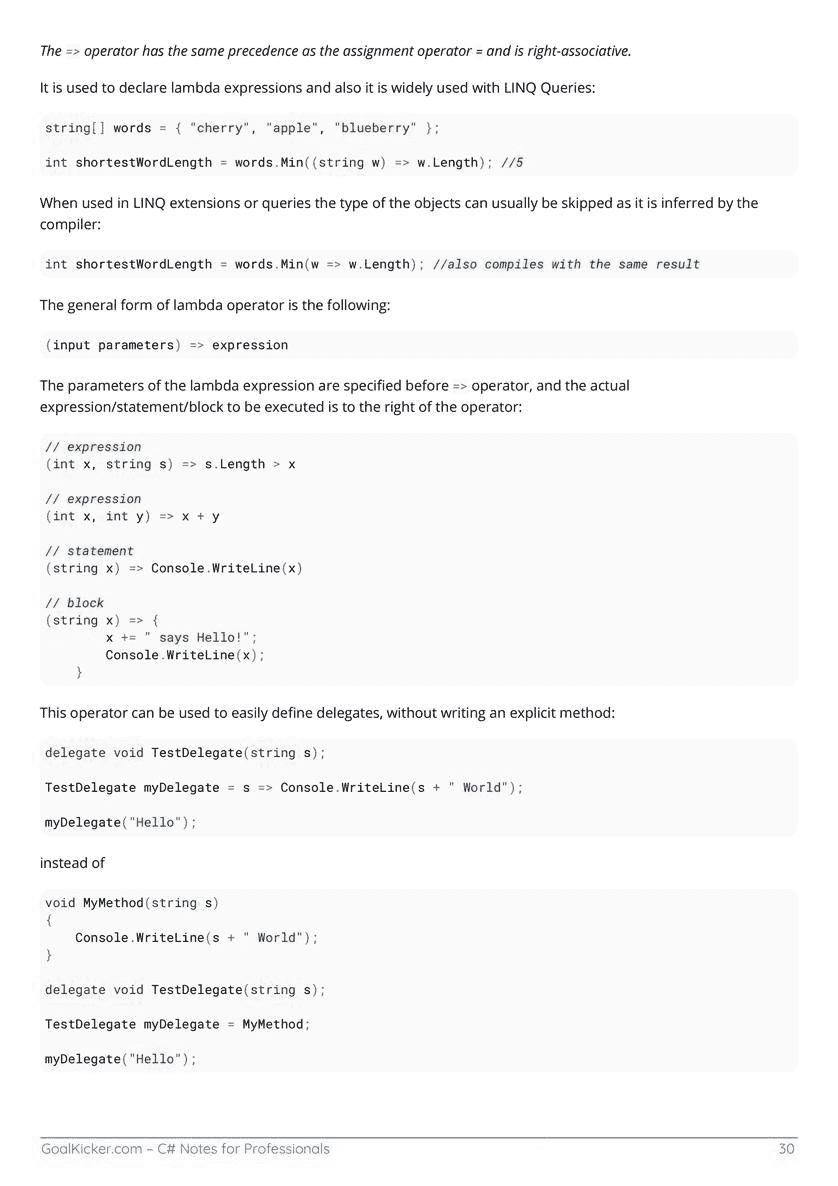 The => operator has the same precedence as the assignment operator = and is right-associative.
It is used to declare lambda expressions and also it is widely used with LINQ Queries:
string[] words = { "cherry", "apple", "blueberry" };
int shortestWordLength = words.Min((string w) => w.Length); //5
When used in LINQ extensions or queries the type of the objects can usually be skipped as it is inferred by the
compiler:
int shortestWordLength = words.Min(w => w.Length); //also compiles with the same result
The general form of lambda operator is the following:
(input parameters) => expression
The parameters of the lambda expression are specified before => operator, and the actual
expression/statement/block to be executed is to the right of the operator:
// expression
(int x, string s) => s.Length > x
// expression
(int x, int y) => x + y
// statement
(string x) => Console.WriteLine(x)
// block
(string x) => {
        x += " says Hello!";
        Console.WriteLine(x);
    }
This operator can be used to easily define delegates, without writing an explicit method:
delegate void TestDelegate(string s);
TestDelegate myDelegate = s => Console.WriteLine(s + " World");
myDelegate("Hello");
instead of
void MyMethod(string s)
{
    Console.WriteLine(s + " World");
}
delegate void TestDelegate(string s);
TestDelegate myDelegate = MyMethod;
myDelegate("Hello");
GoalKicker.com – C# Notes for Professionals 30